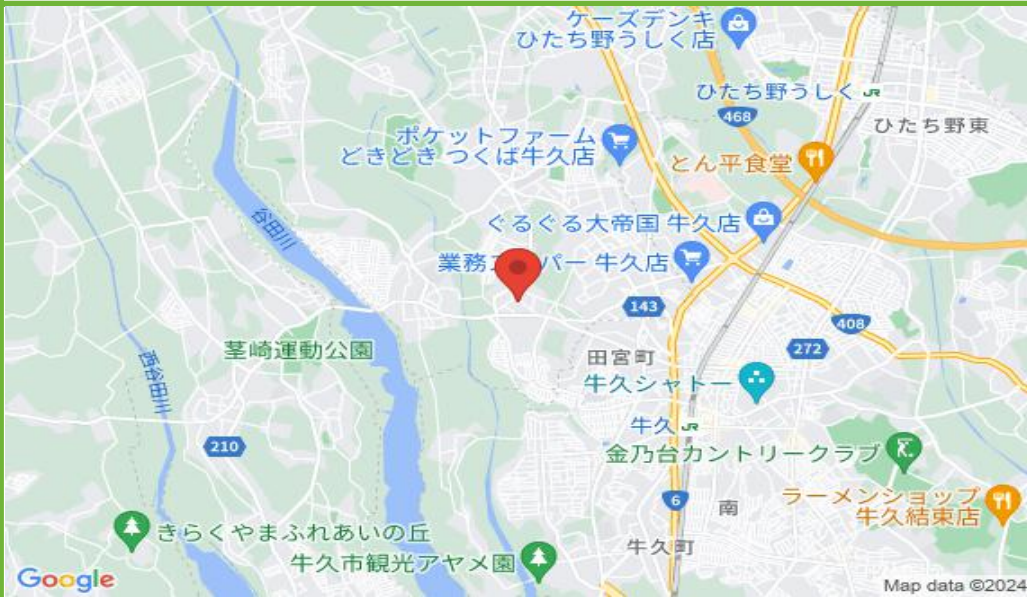 ケーズデンキ
ひたち野うしく店
ひたち野うしく JR
468
ひたち野東
ポケットファーム
どきどき つくば牛久店
とん平食堂
谷田川
ぐるぐる大帝国 牛久店
業務スーパー 牛久店
143
408
272
茎崎運動公園
田宮町
西谷田川
牛久シャトー
牛久 JR
210
金乃台カントリークラブ
6
南
ラーメンショップ
牛久結束店
きらくやまふれあいの丘
牛久町
牛久市観光アヤメ園
Google
Map data ©2024